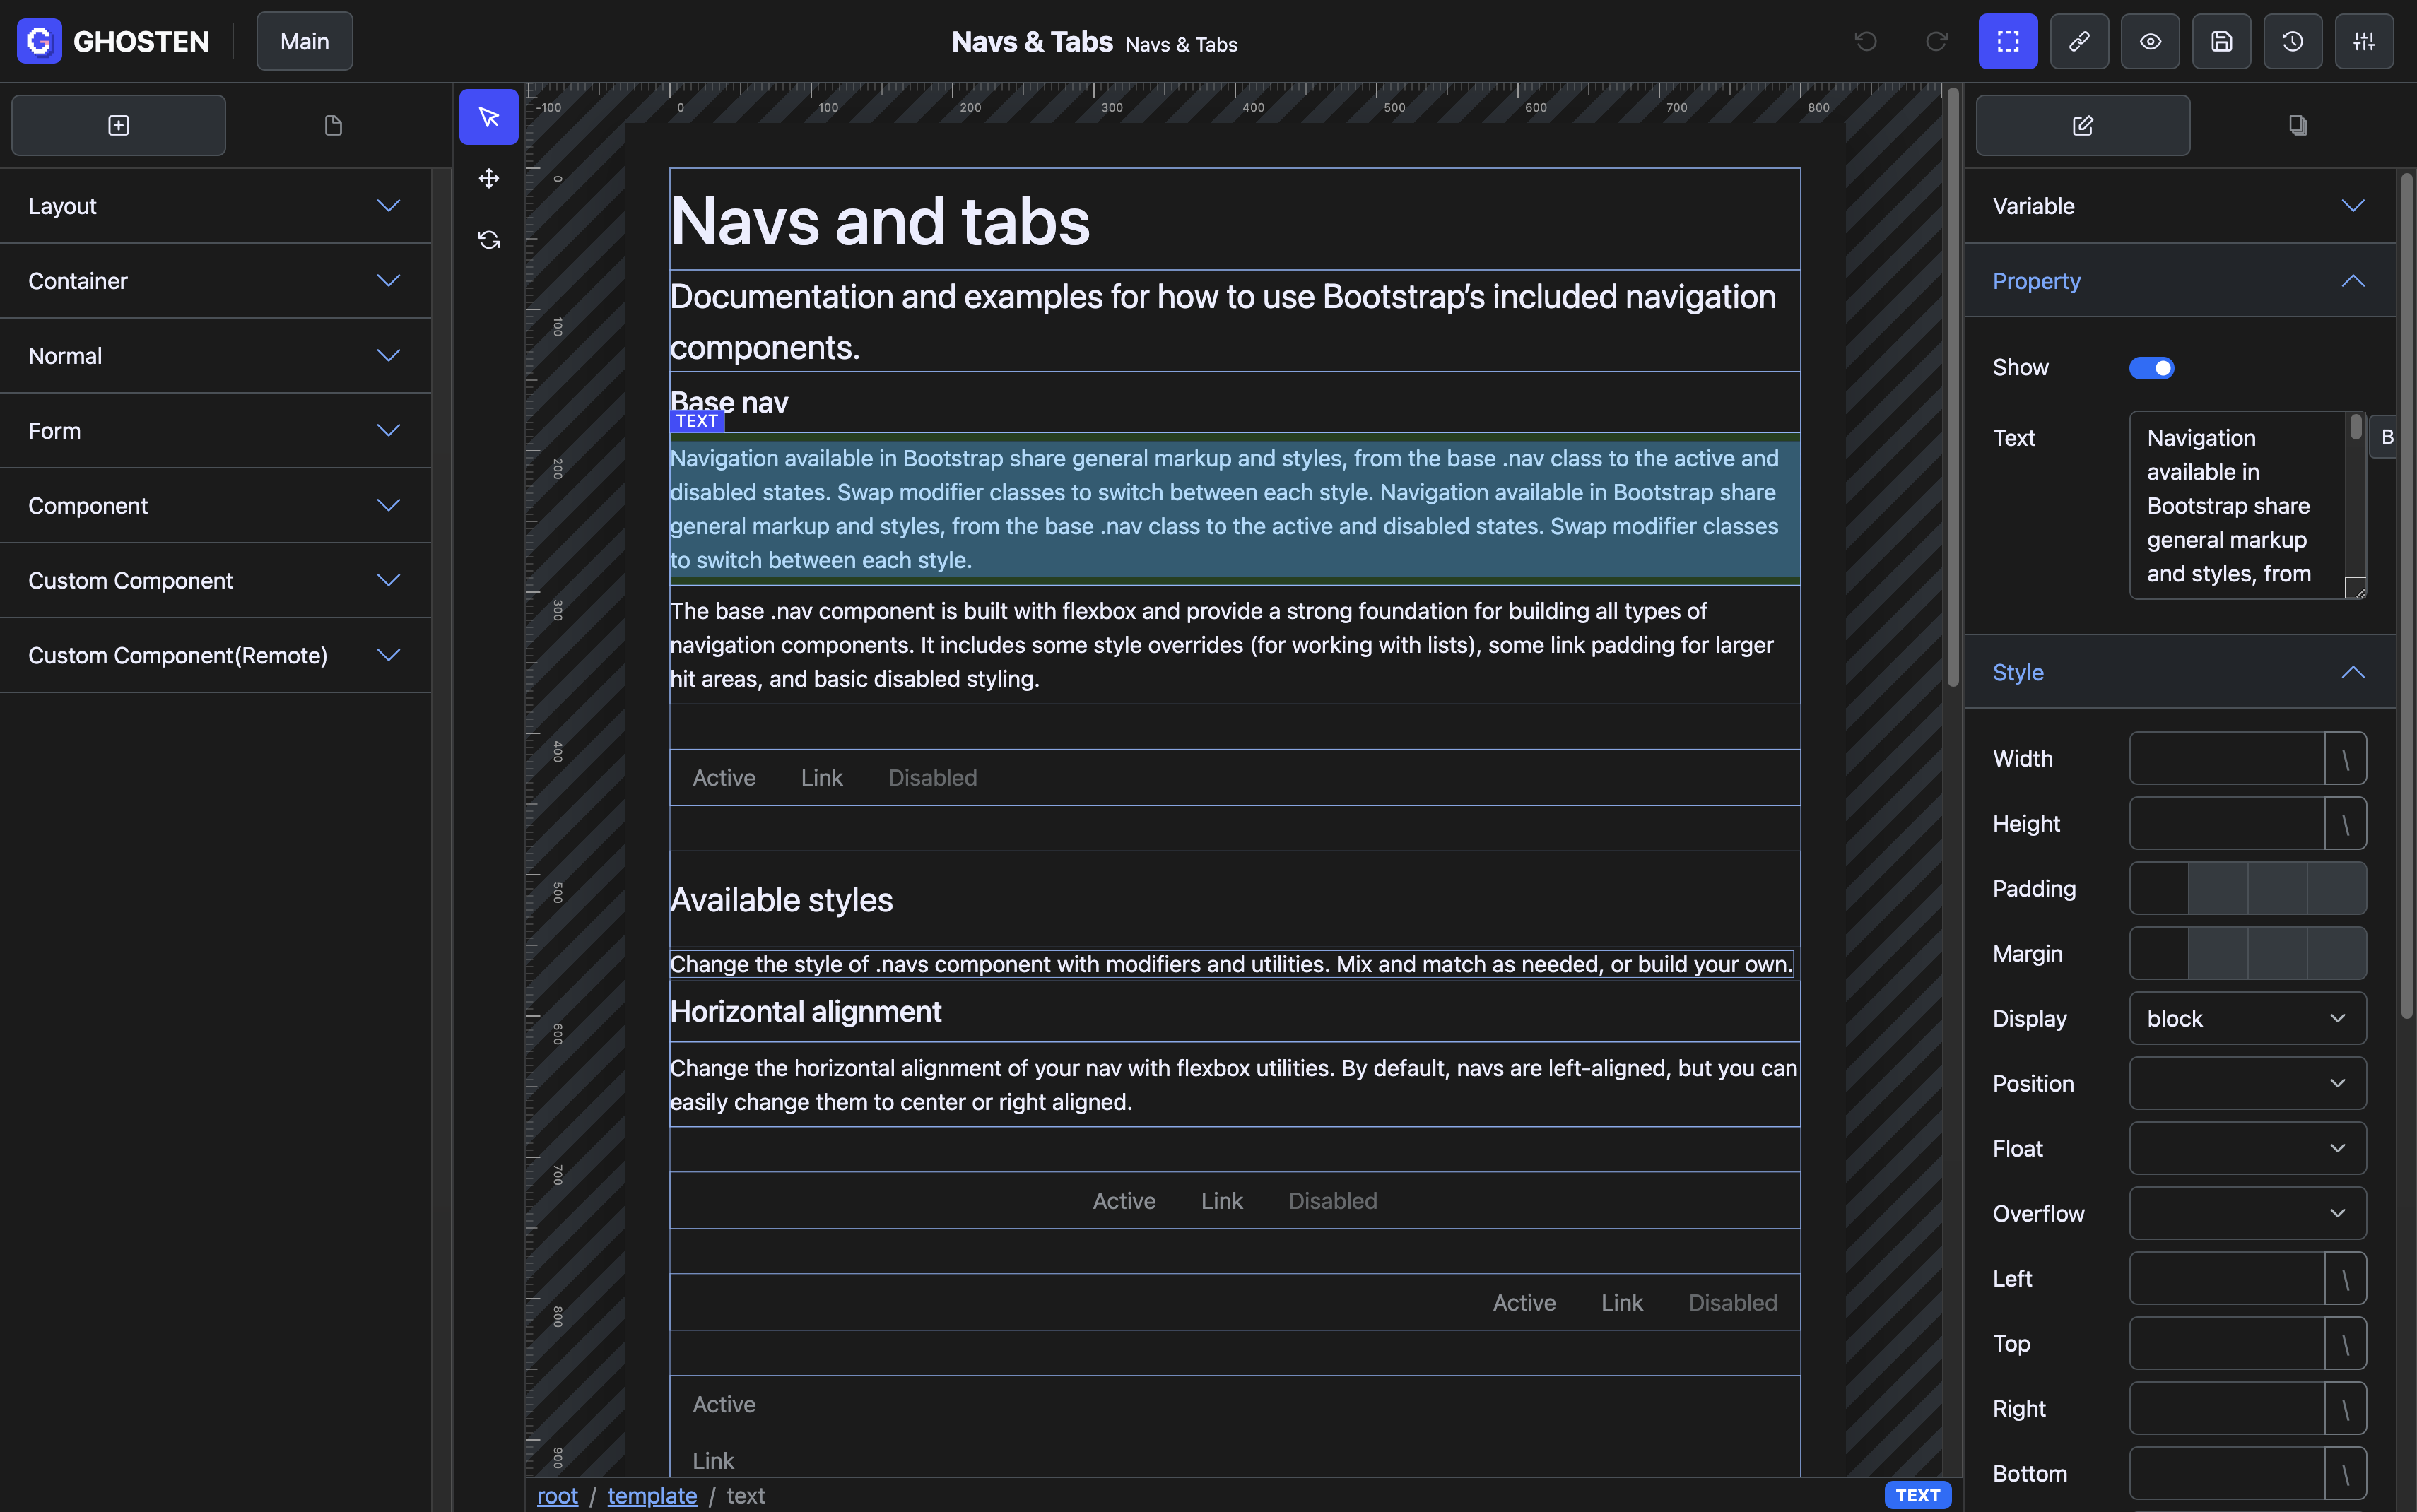 GHOSTEN
Main
Navs & Tabs Navs & Tabs
Layout
Container
Normal
Form
Component
Custom Component
Custom Component(Remote)
-100 0 100 200 300 400 500 600 700 800
0
100
200
300
400
500
600
700
800
900
Navs and tabs
Documentation and examples for how to use Bootstrap’s included navigation
components.
Base nav
TEXT
Navigation available in Bootstrap share general markup and styles, from the base .nav class to the active and
disabled states. Swap modifier classes to switch between each style. Navigation available in Bootstrap share
general markup and styles, from the base .nav class to the active and disabled states. Swap modifier classes
to switch between each style.
The base .nav component is built with flexbox and provide a strong foundation for building all types of
navigation components. It includes some style overrides (for working with lists), some link padding for larger
hit areas, and basic disabled styling.
Active Link Disabled
Available styles
Change the style of .navs component with modifiers and utilities. Mix and match as needed, or build your own.
Horizontal alignment
Change the horizontal alignment of your nav with flexbox utilities. By default, navs are left-aligned, but you can
easily change them to center or right aligned.
Active Link Disabled
Active Link Disabled
Active
Link
root / template / text
TEXT
Variable
Property
Show
Text
Navigation
available in
Bootstrap share
general markup
and styles, from
B
Style
Width \
Height \
Padding
Margin
Display block
Position
Float
Overflow
Left \
Top \
Right \
Bottom \